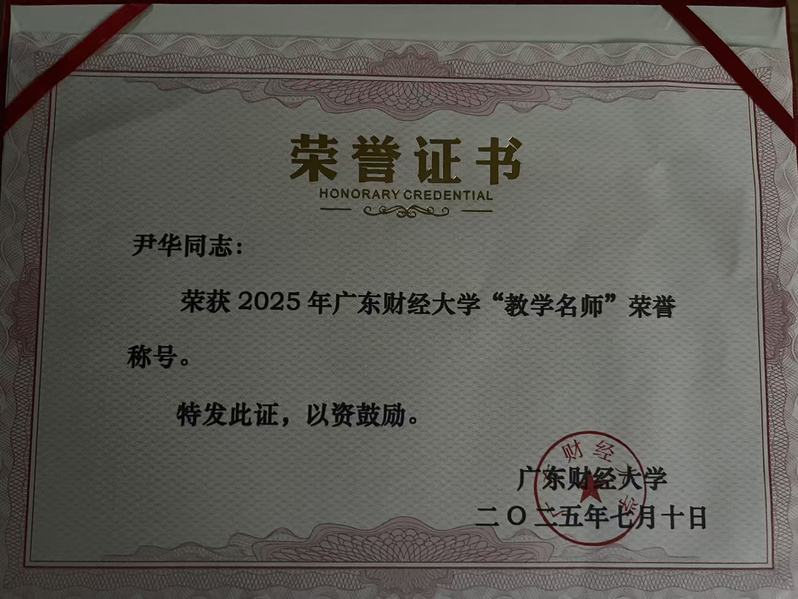 荣誉证书
HONORARY CREDENTIAL
尹华同志：
荣获 2025 年广东财经大学“教学名师”荣誉
称号。
特发此证，以资鼓励。
广东财经大学
二〇二五年七月十日